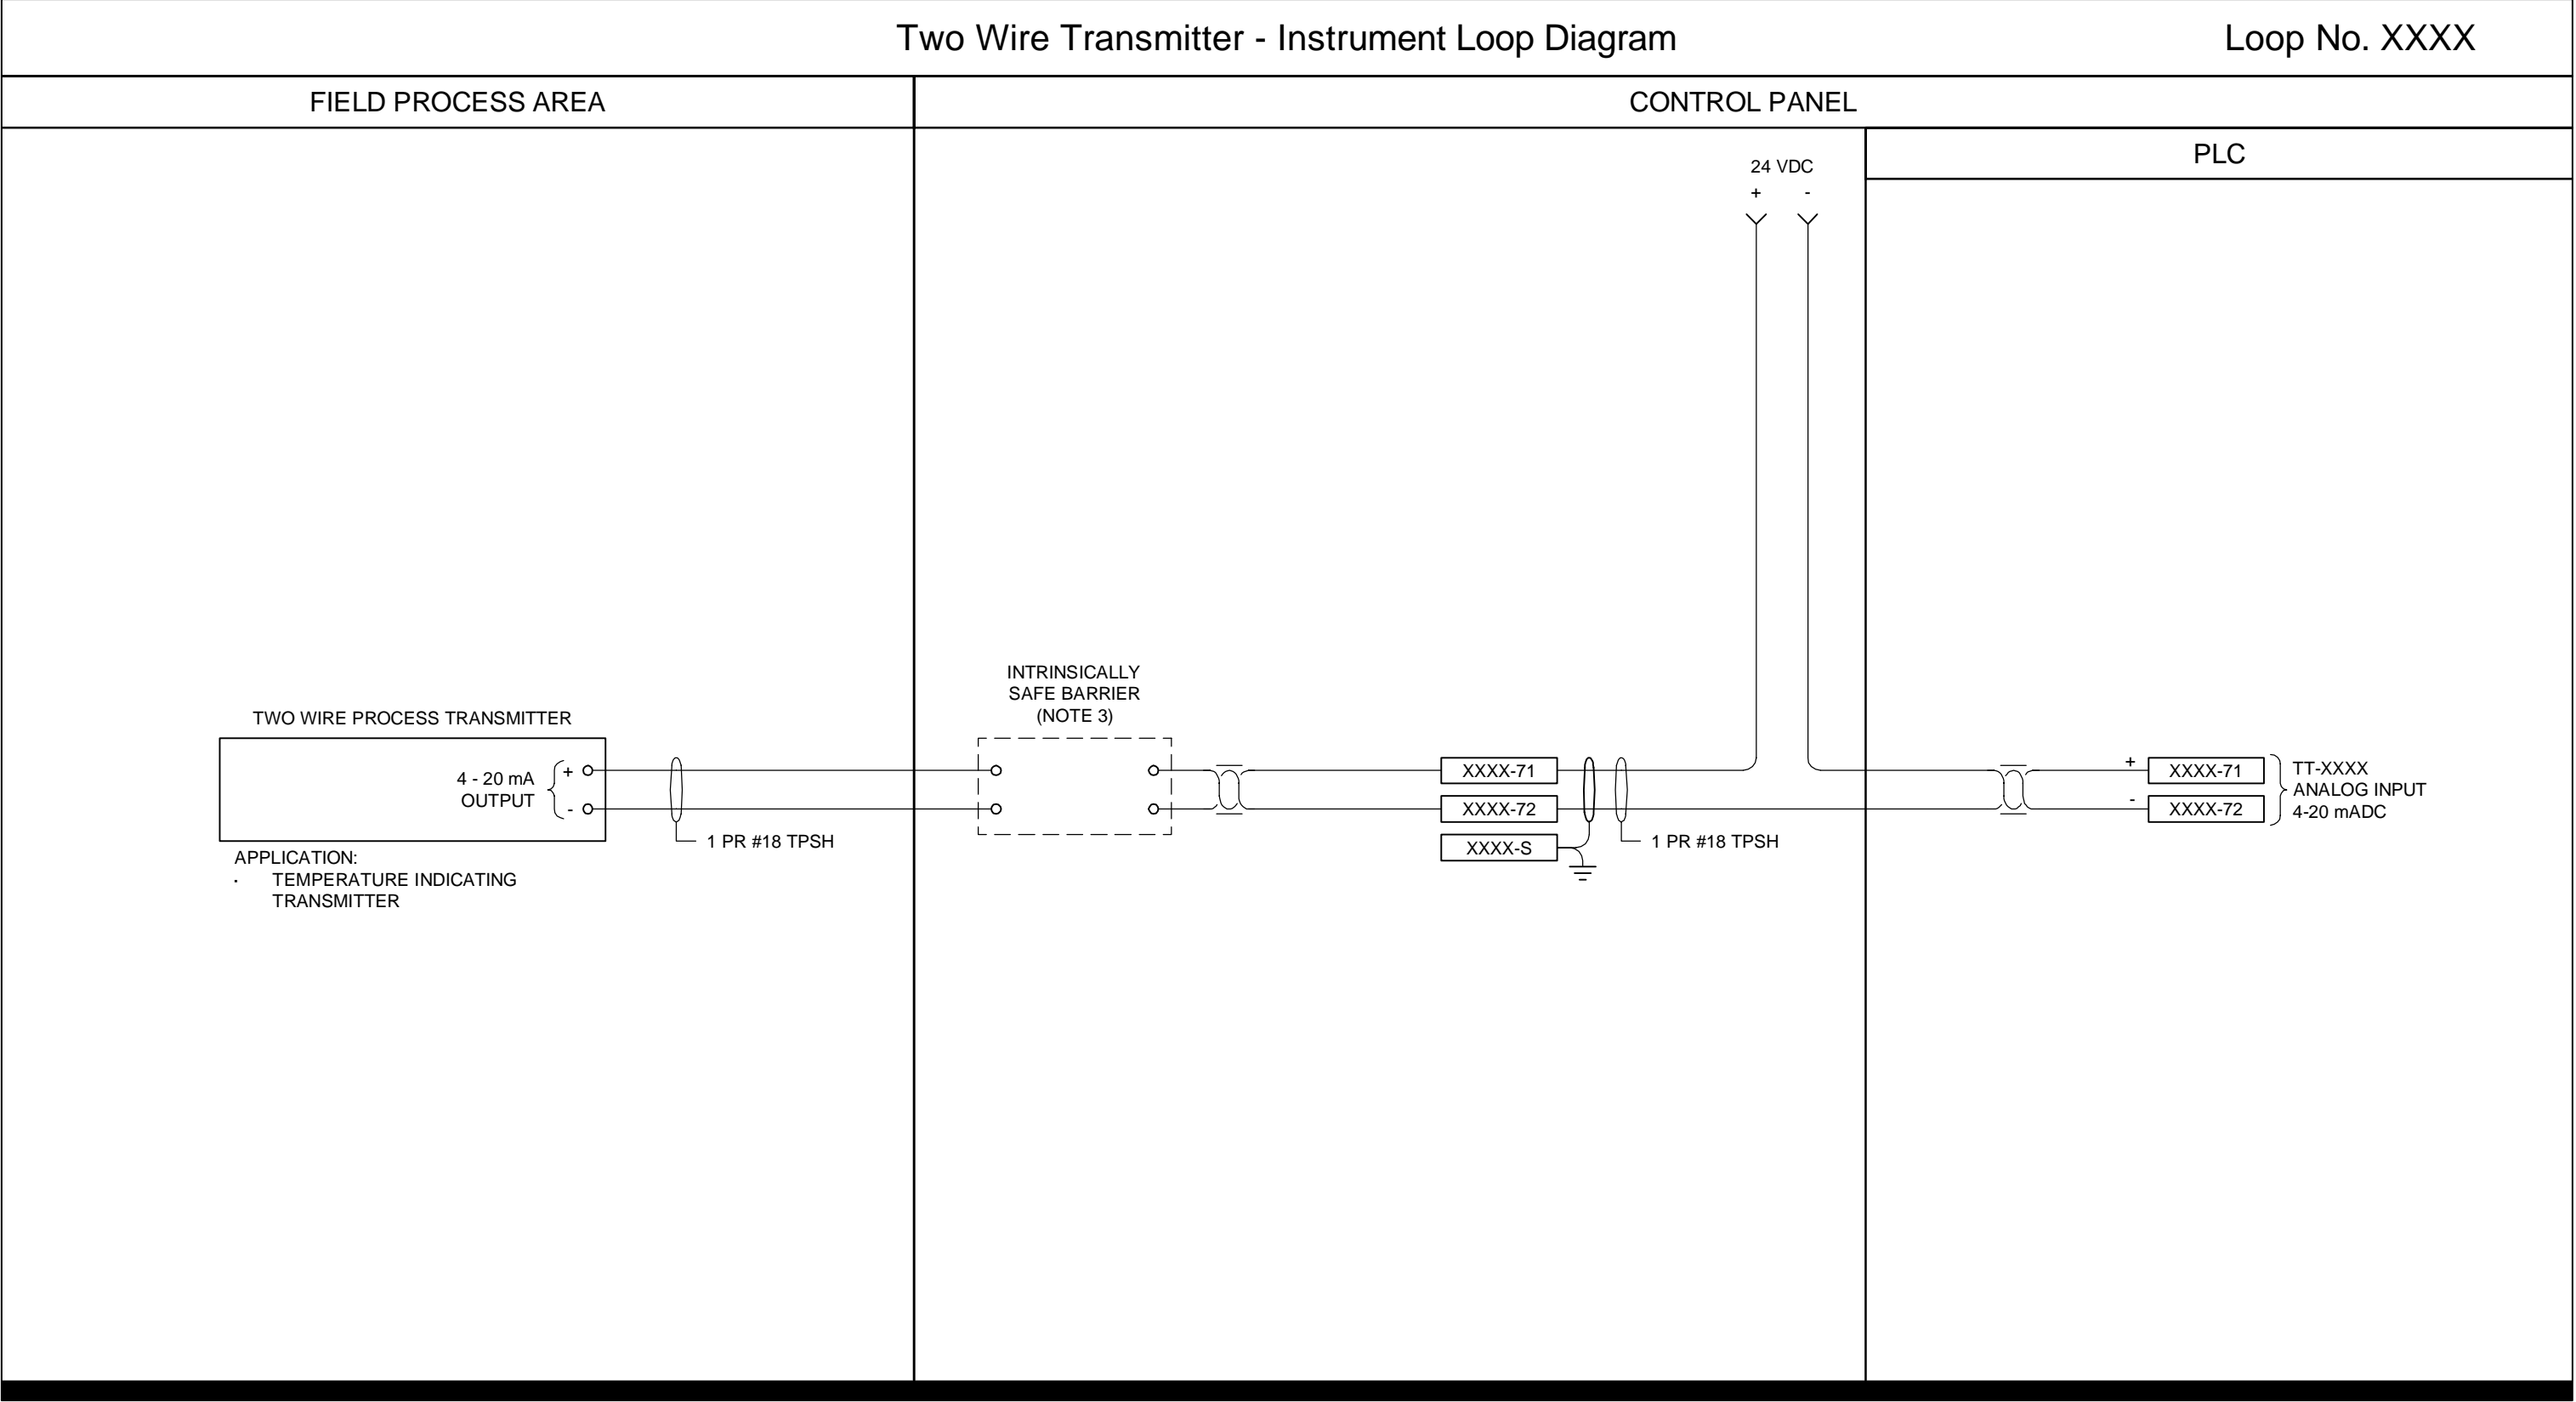 Two Wire Transmitter - Instrument Loop Diagram
Loop No. XXXX
FIELD PROCESS AREA
CONTROL PANEL
PLC
24 VDC
+ -
INTRINSICALLY
SAFE BARRIER
(NOTE 3)
TWO WIRE PROCESS TRANSMITTER
4 - 20 mA
OUTPUT
+
-
1 PR #18 TPSH
APPLICATION:
· TEMPERATURE INDICATING
TRANSMITTER
XXXX-71
XXXX-72
XXXX-S
1 PR #18 TPSH
+
-
XXXX-71
XXXX-72
TT-XXXX
ANALOG INPUT
4-20 mADC